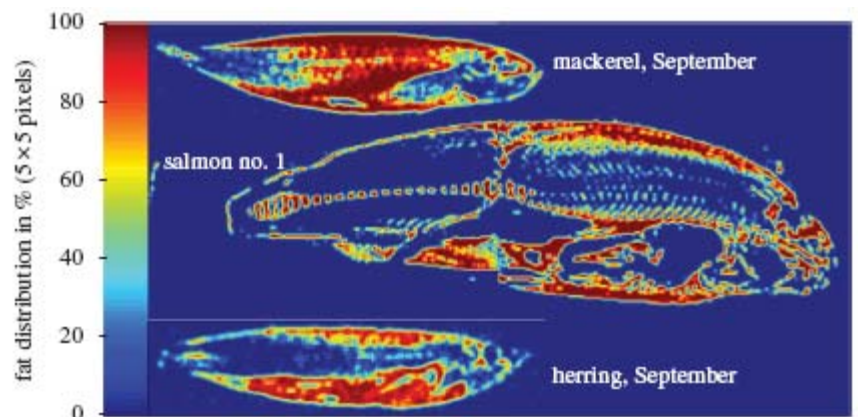 100
80
60
40
20
0
fat distribution in % (5×5 pixels)
mackerel, September
salmon no. 1
herring, September